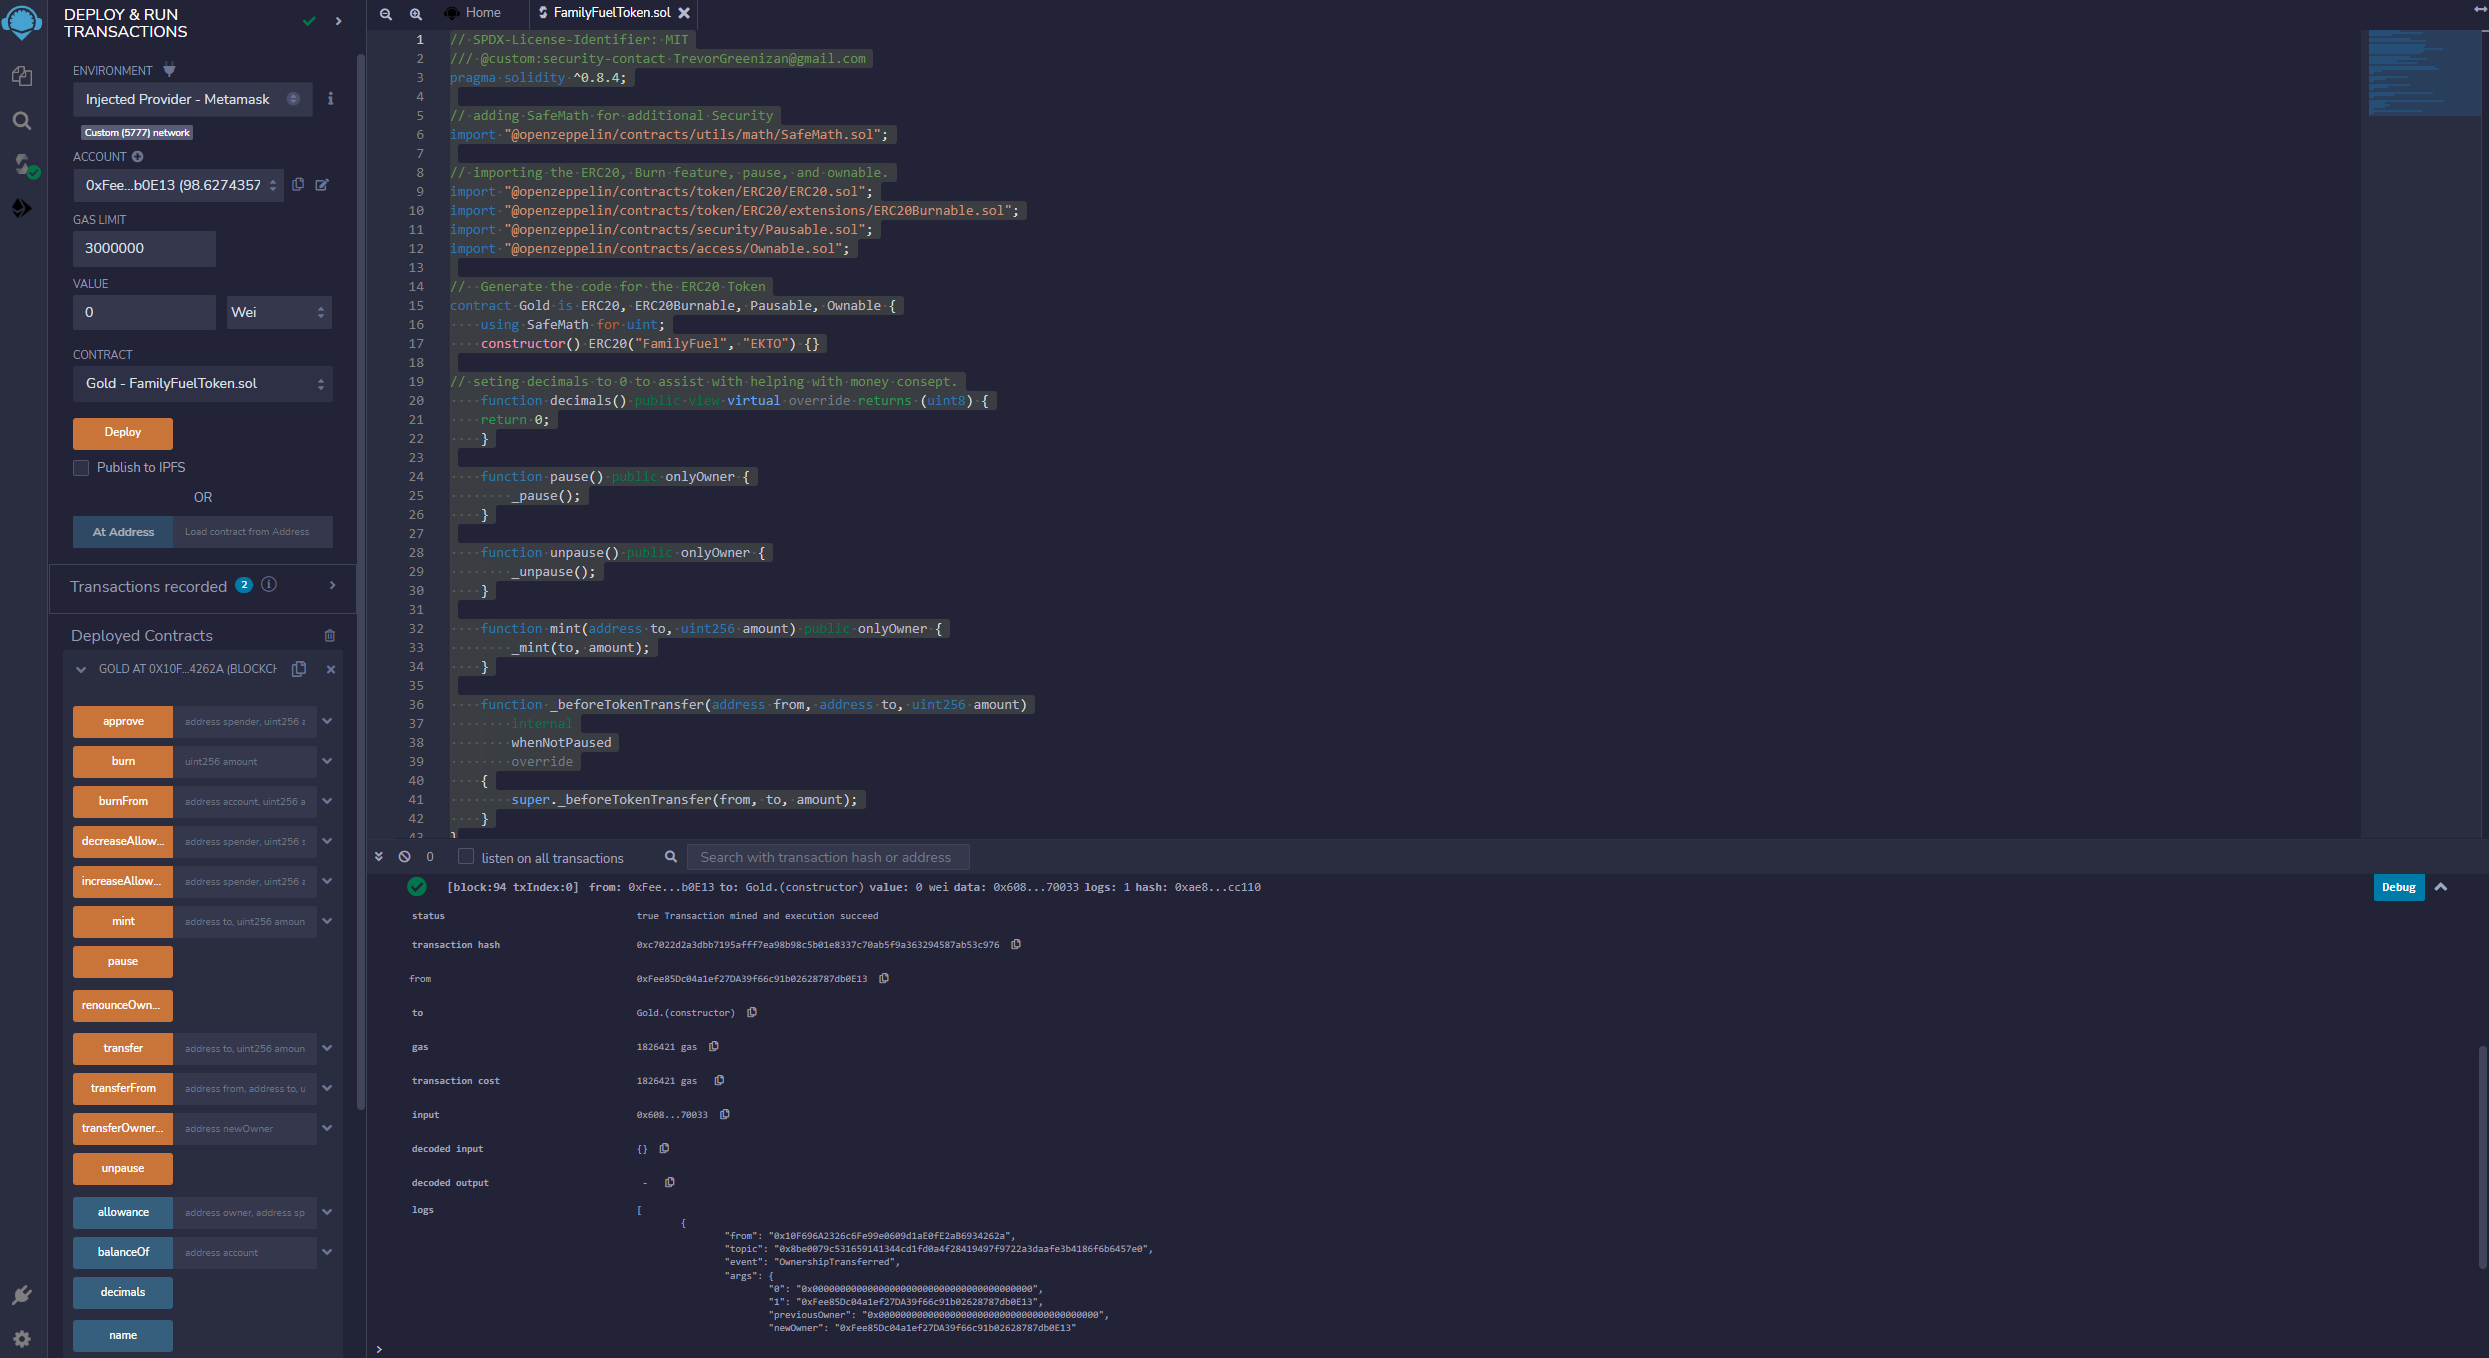 DEPLOY & RUN
TRANSACTIONS
ENVIRONMENT
Injected Provider - Metamask
Custom (5777) network
ACCOUNT
0xFee...b0E13 (98.6274357
GAS LIMIT
3000000
VALUE
0
Wei
CONTRACT
Gold - FamilyFuelToken.sol
Deploy
Publish to IPFS
OR
At Address
Load contract from Address
Transactions recorded 2
Deployed Contracts
GOLD AT 0X10F...4262A (BLOCKCH
approve address spender, uint256
burn uint256 amount
burnFrom address account, uint256 a
decreaseAllow... address spender, uint256
increaseAllow... address spender, uint256
mint address to, uint256 amoun
pause
renounceOwn...
transfer address to, uint256 amoun
transferFrom address from, address to, u
transferOwner... address newOwner
unpause
allowance address owner, address sp
balanceOf address account
decimals
name
Home
FamilyFuelToken.sol
1 // SPDX-License-Identifier: MIT
2 /// @custom:security-contact TrevorGreenizan@gmail.com
3 pragma solidity ^0.8.4;
4
5 // adding SafeMath for additional Security
6 import "@openzeppelin/contracts/utils/math/SafeMath.sol";
7
8 // importing the ERC20, Burn feature, pause, and ownable.
9 import "@openzeppelin/contracts/token/ERC20/ERC20.sol";
10 import "@openzeppelin/contracts/token/ERC20/extensions/ERC20Burnable.sol";
11 import "@openzeppelin/contracts/security/Pausable.sol";
12 import "@openzeppelin/contracts/access/Ownable.sol";
13
14 //  Generate the code for the ERC20 Token
15 contract Gold is ERC20, ERC20Burnable, Pausable, Ownable {
16     using SafeMath for uint;
17     constructor() ERC20("FamilyFuel", "EKTO") {}
18
19 // seting decimals to 0 to assist with helping with money consept.
20     function decimals() public view virtual override returns (uint8) {
21     return 0;
22     }
23
24     function pause() public onlyOwner {
25         _pause();
26     }
27
28     function unpause() public onlyOwner {
29         _unpause();
30     }
31
32     function mint(address to, uint256 amount) public onlyOwner {
33         _mint(to, amount);
34     }
35
36     function _beforeTokenTransfer(address from, address to, uint256 amount)
37         internal
38         whenNotPaused
39         override
40     {
41         super._beforeTokenTransfer(from, to, amount);
42     }
43 }
0
listen on all transactions
Search with transaction hash or address
[block:94 txIndex:0] from: 0xFee...b0E13 to: Gold.(constructor) value: 0 wei data: 0x608...70033 logs: 1 hash: 0xae8...cc110
Debug
status true Transaction mined and execution succeed
transaction hash 0xc7022d2a3dbb7195afff7ea98b98c5b01e8337c70ab5f9a363294587ab53c976
from 0xFee85Dc04a1ef27DA39f66c91b02628787db0E13
to Gold.(constructor)
gas 1826421 gas
transaction cost 1826421 gas
input 0x608...70033
decoded input {}
decoded output -
logs [
{
"from": "0x10F696A2326c6Fe99e0609d1aE0fE2aB6934262a",
"topic": "0x8be0079c531659141344cd1fd0a4f28419497f9722a3daafe3b4186f6b6457e0",
"event": "OwnershipTransferred",
"args": {
"0": "0x0000000000000000000000000000000000000000",
"1": "0xFee85Dc04a1ef27DA39f66c91b02628787db0E13",
"previousOwner": "0x0000000000000000000000000000000000000000",
"newOwner": "0xFee85Dc04a1ef27DA39f66c91b02628787db0E13"
>